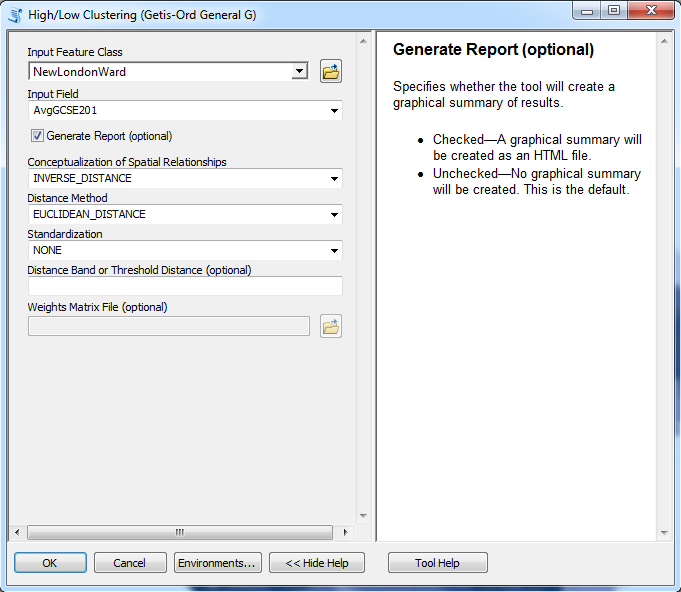 High/Low Clustering (Getis-Ord General G)
Input Feature Class
NewLondonWard
Input Field
AvgGCSE201
Generate Report (optional)
Conceptualization of Spatial Relationships
INVERSE_DISTANCE
Distance Method
EUCLIDEAN_DISTANCE
Standardization
NONE
Distance Band or Threshold Distance (optional)
Weights Matrix File (optional)
Generate Report (optional)
Specifies whether the tool will create a
graphical summary of results.
• Checked—A graphical summary will
be created as an HTML file.
• Unchecked—No graphical summary
will be created. This is the default.
OK
Cancel
Environments...
<< Hide Help
Tool Help